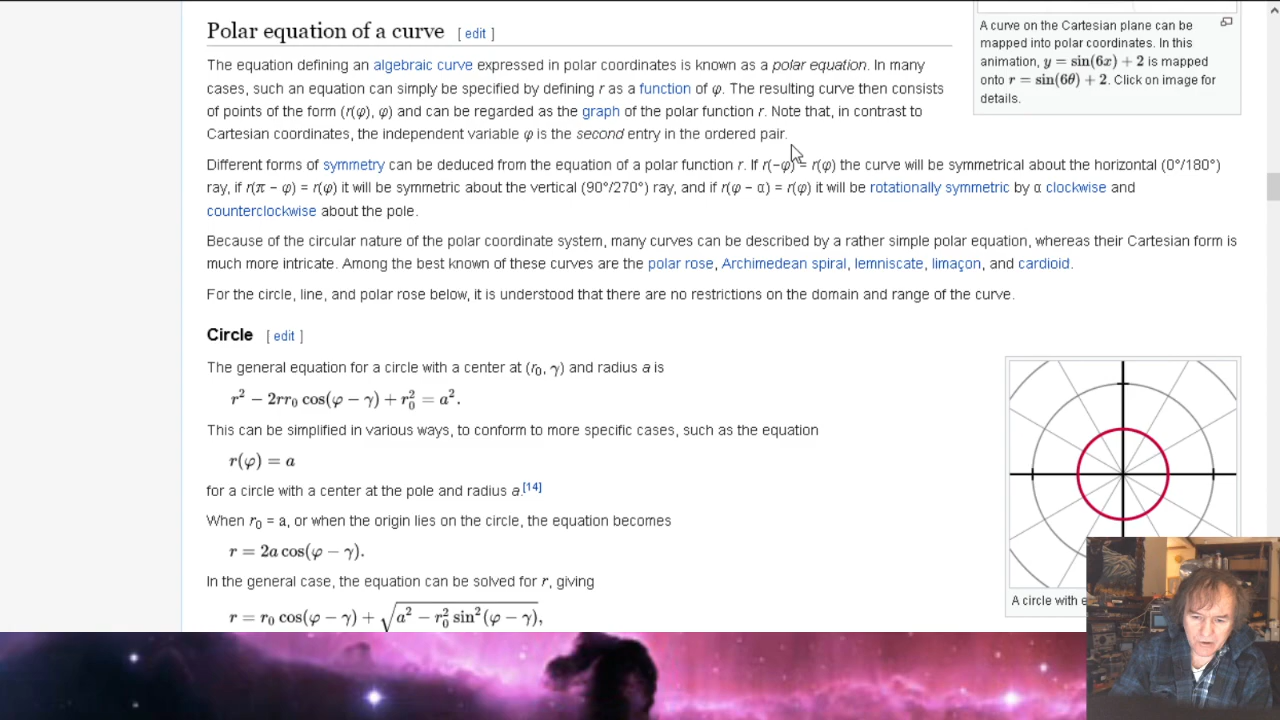 Polar equation of a curve [ edit ]
The equation defining an algebraic curve expressed in polar coordinates is known as a polar equation. In many
cases, such an equation can simply be specified by defining r as a function of φ. The resulting curve then consists
of points of the form (r(φ), φ) and can be regarded as the graph of the polar function r. Note that, in contrast to
Cartesian coordinates, the independent variable φ is the second entry in the ordered pair.
Different forms of symmetry can be deduced from the equation of a polar function r. If r(−φ) = r(φ) the curve will be symmetrical about the horizontal (0°/180°)
ray, if r(π − φ) = r(φ) it will be symmetric about the vertical (90°/270°) ray, and if r(φ − α) = r(φ) it will be rotationally symmetric by α clockwise and
counterclockwise about the pole.
Because of the circular nature of the polar coordinate system, many curves can be described by a rather simple polar equation, whereas their Cartesian form is
much more intricate. Among the best known of these curves are the polar rose, Archimedean spiral, lemniscate, limaçon, and cardioid.
For the circle, line, and polar rose below, it is understood that there are no restrictions on the domain and range of the curve.
A curve on the Cartesian plane can be
mapped into polar coordinates. In this
animation, y = sin(6x) + 2 is mapped
onto r = sin(6θ) + 2. Click on image for
details.
Circle [ edit ]
The general equation for a circle with a center at (r₀, γ) and radius a is
r² − 2rr₀ cos(φ − γ) + r₀² = a².
This can be simplified in various ways, to conform to more specific cases, such as the equation
r(φ) = a
for a circle with a center at the pole and radius a.[14]
When r₀ = a, or when the origin lies on the circle, the equation becomes
r = 2a cos(φ − γ).
In the general case, the equation can be solved for r, giving
r = r₀ cos(φ − γ) + √(a² − r₀² sin²(φ − γ)),
A circle with